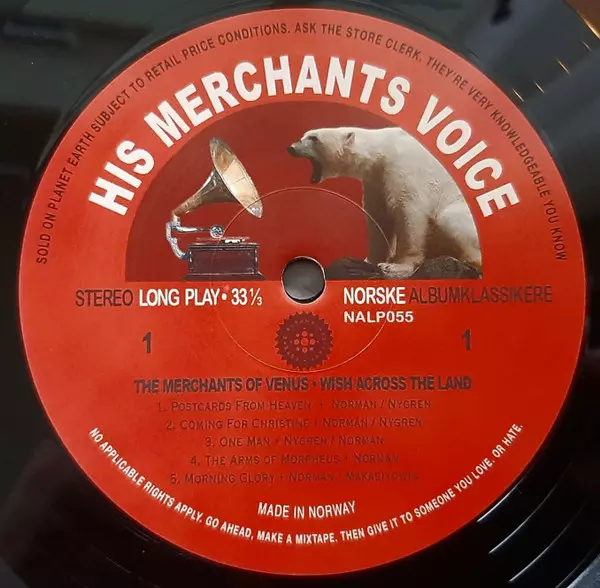 SOLD ON PLANET EARTH SUBJECT TO RETAIL PRICE CONDITIONS. ASK THE STORE CLERK, THEY'RE VERY KNOWLEDGEABLE YOU KNOW
HIS MERCHANTS VOICE
STEREO LONG PLAY • 33 1/3
NORSKE ALBUMKLASSIKERE
NALP055
1
1
THE MERCHANTS OF VENUS • WISH ACROSS THE LAND
1. POSTCARDS FROM HEAVEN • NORMAN / NYGREN
2. COMING FOR CHRISTINE • NORMAN / NYGREN
3. ONE MAN • NYGREN / NORMAN
4. THE ARMS OF MORPHEUS • NORMAN
5. MORNING GLORY • NORMAN /
MADE IN NORWAY
NO APPLICABLE RIGHTS APPLY. GO AHEAD, MAKE A MIXTAPE. THEN GIVE IT TO SOMEONE YOU LOVE. OR HATE.